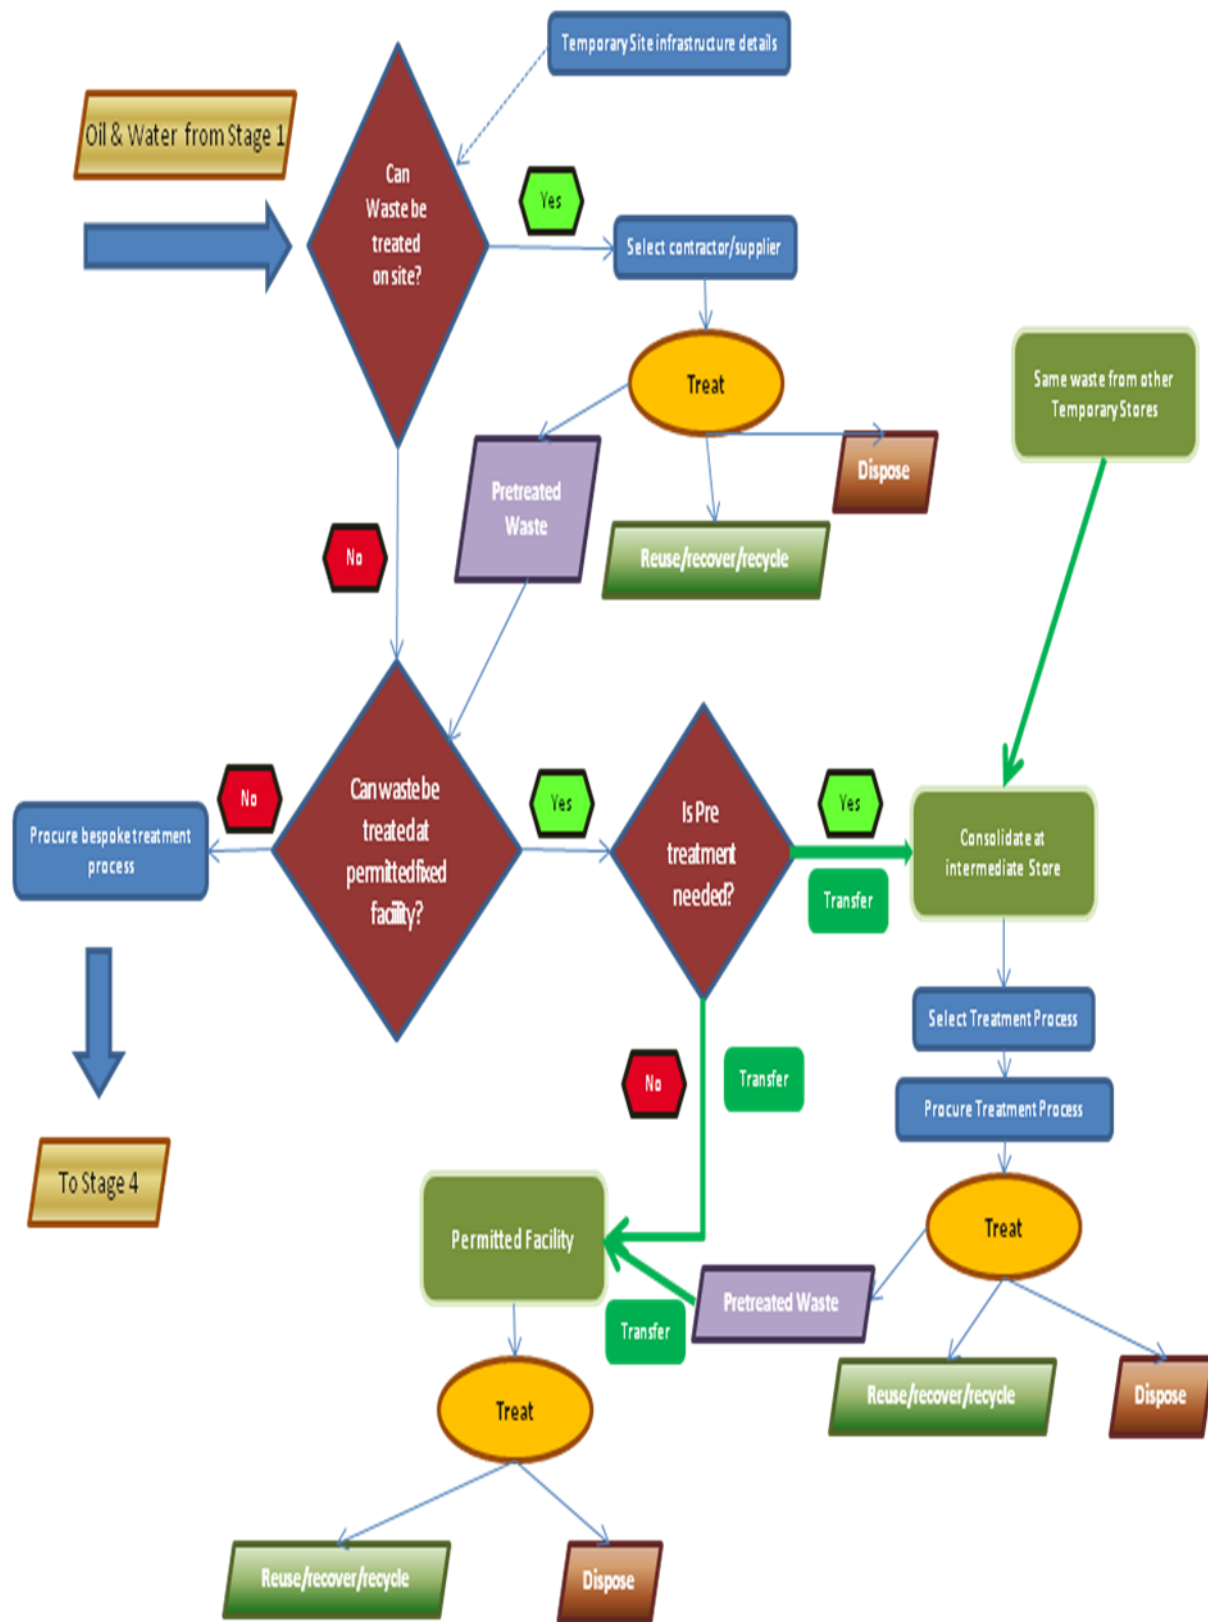 Temporary Site infrastructure details
Oil & Water from Stage 1
Can
Waste be
treated
on site?
Yes
Select contractor/supplier
Treat
Same waste from other
Temporary Stores
Dispose
Pretreated
Waste
Reuse/recover/recycle
No
Can waste be
treated at
permitted fixed
facility?
No
Procure bespoke treatment
process
Yes
Is Pre
treatment
needed?
Yes
Transfer
Consolidate at
intermediate Store
Select Treatment Process
Procure Treatment Process
No
Transfer
To Stage 4
Permitted Facility
Treat
Pretreated Waste
Transfer
Reuse/recover/recycle
Dispose
Treat
Reuse/recover/recycle
Dispose